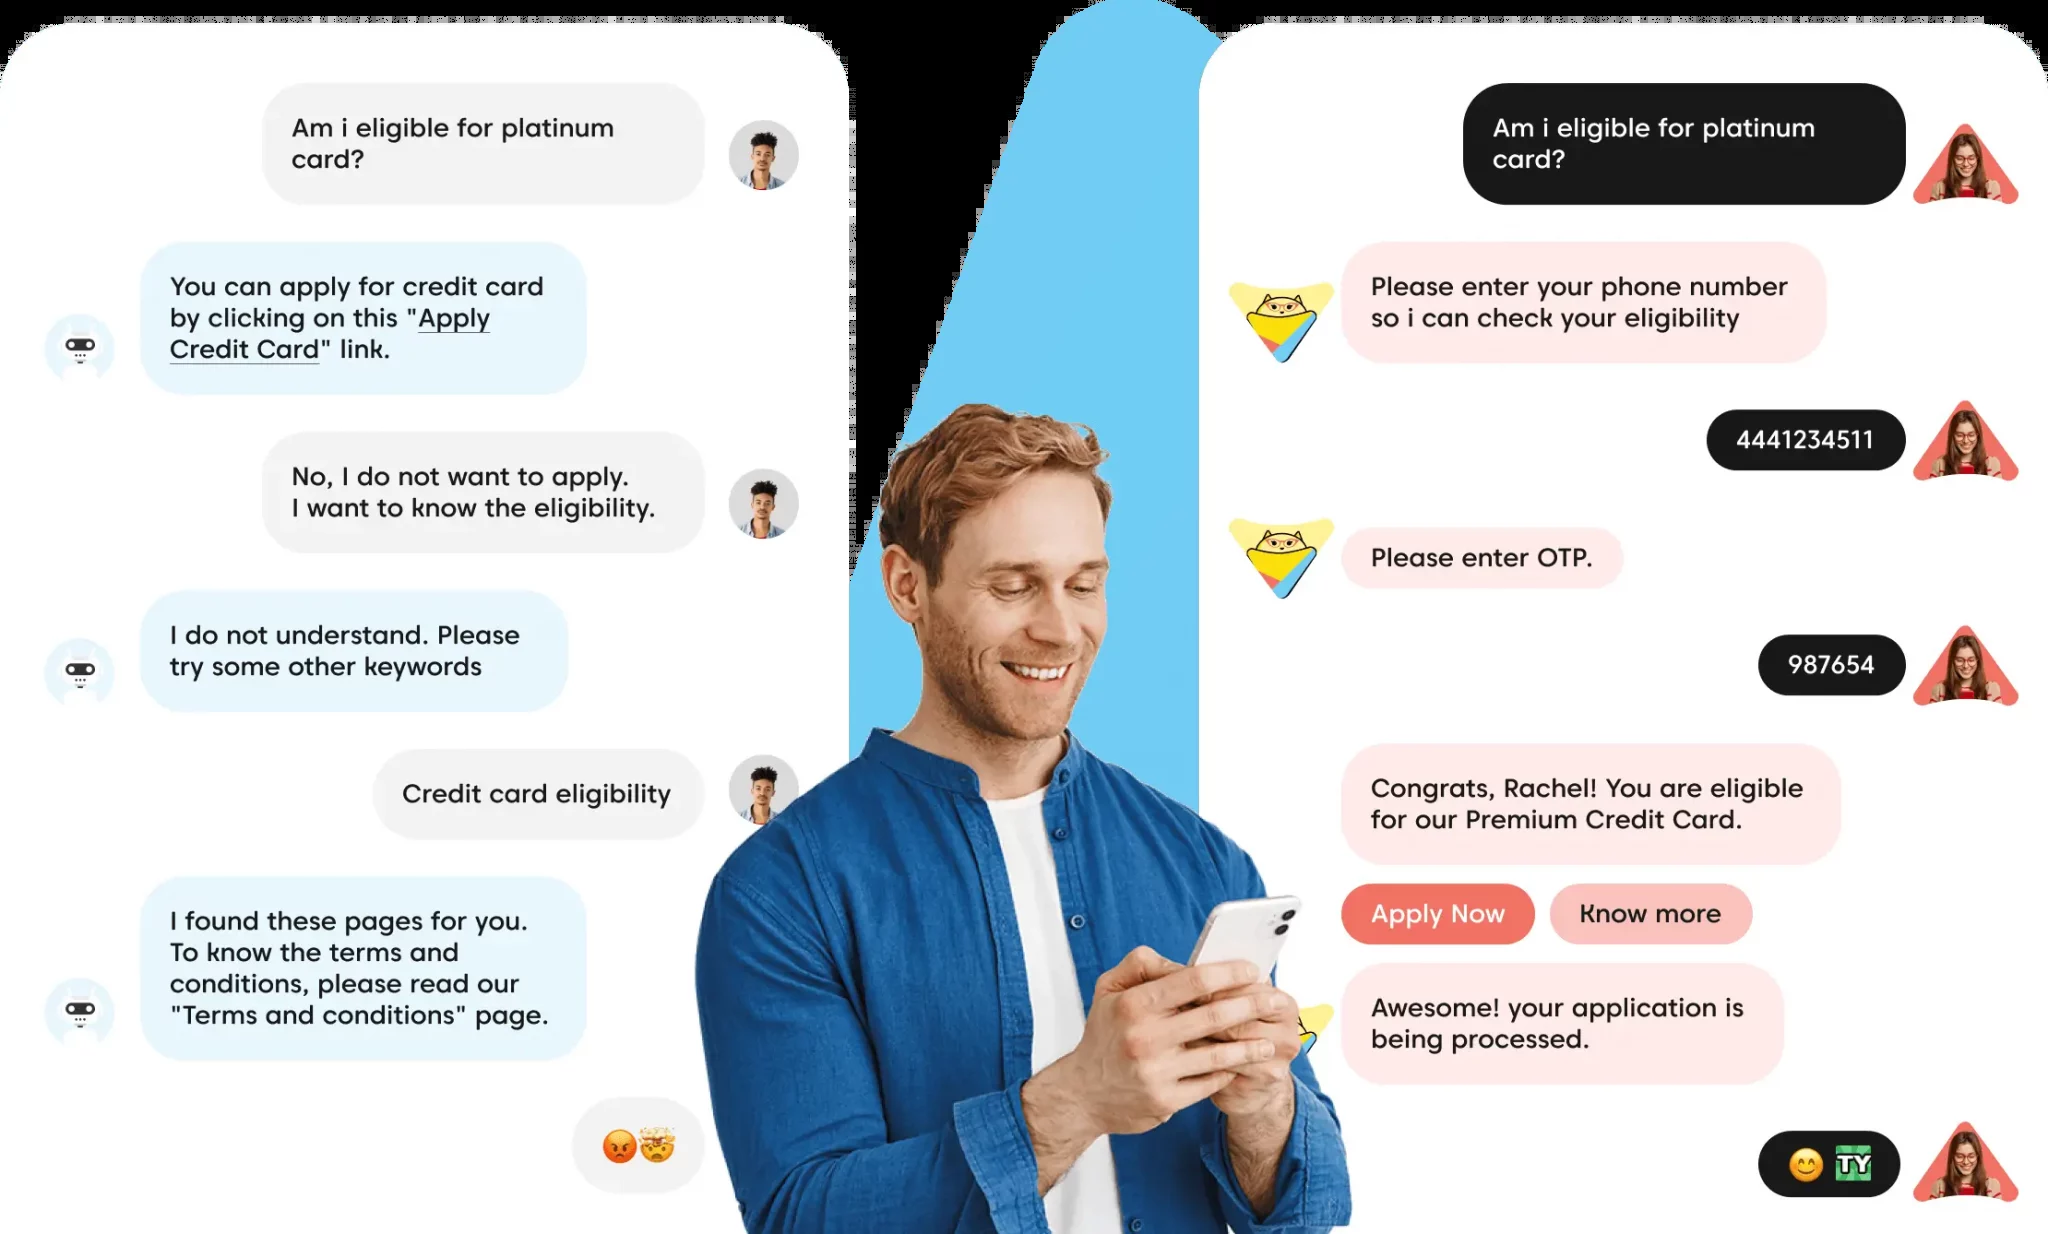 Am i eligible for platinum
card?
You can apply for credit card
by clicking on this "Apply
Credit Card" link.
No, I do not want to apply.
I want to know the eligibility.
I do not understand. Please
try some other keywords
Credit card eligibility
I found these pages for you.
To know the terms and
conditions, please read our
"Terms and conditions" page.
Am i eligible for platinum
card?
Please enter your phone number
so i can check your eligibility
4441234511
Please enter OTP.
987654
Congrats, Rachel! You are eligible
for our Premium Credit Card.
Apply Now
Know more
Awesome! your application is
being processed.
TY